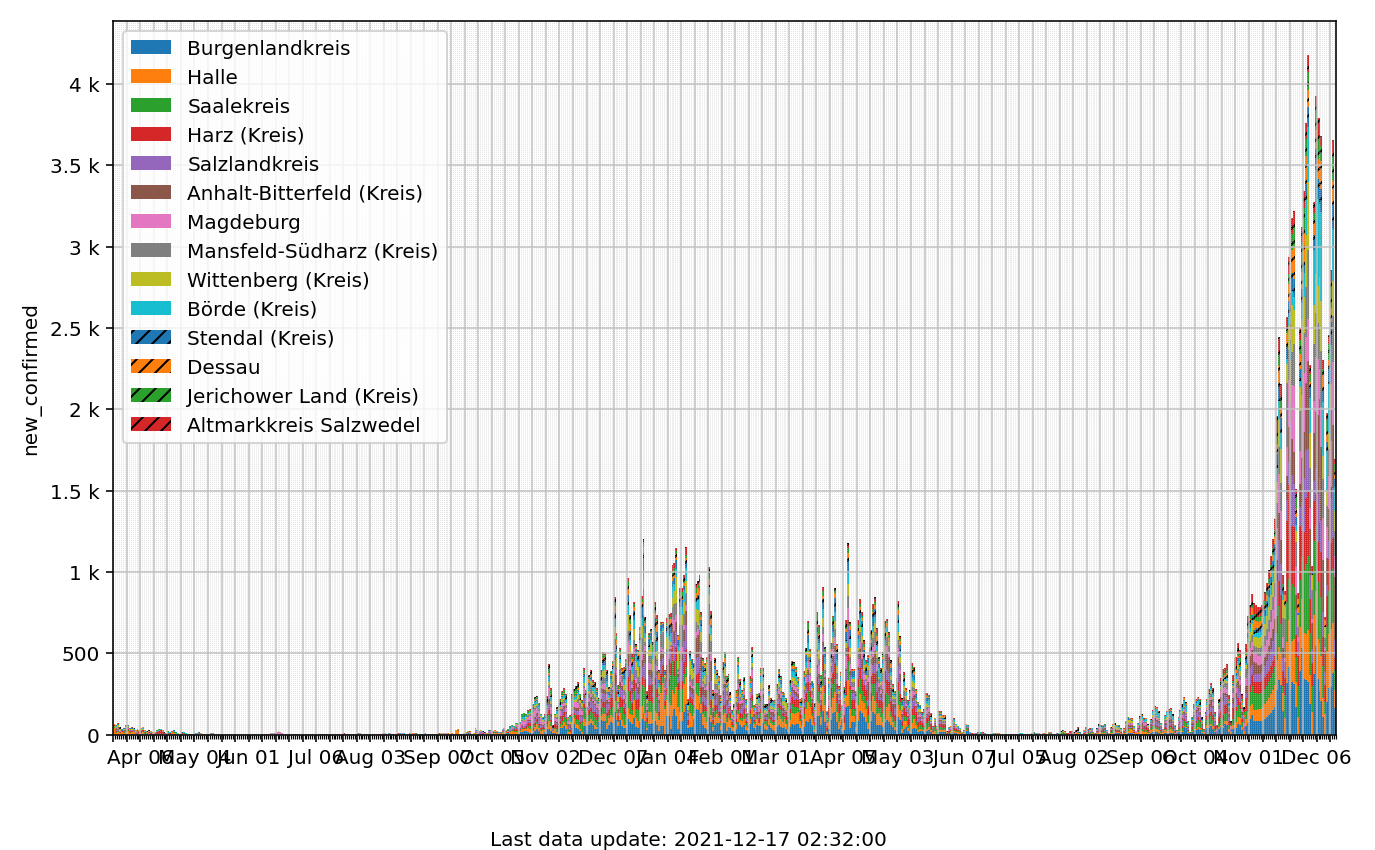 Burgenlandkreis
Halle
Saalekreis
Harz (Kreis)
Salzlandkreis
Anhalt-Bitterfeld (Kreis)
Magdeburg
Mansfeld-Südharz (Kreis)
Wittenberg (Kreis)
Börde (Kreis)
Stendal (Kreis)
Dessau
Jerichower Land (Kreis)
Altmarkkreis Salzwedel
new_confirmed
4 k
3.5 k
3 k
2.5 k
2 k
1.5 k
1 k
500
0
Apr 06 May 04 Jun 01 Jul 06 Aug 03 Sep 07 Oct 05 Nov 02 Dec 07 Jan 04 Feb 01 Mar 01 Apr 05 May 03 Jun 07 Jul 05 Aug 02 Sep 06 Oct 04 Nov 01 Dec 06
Last data update: 2021-12-17 02:32:00